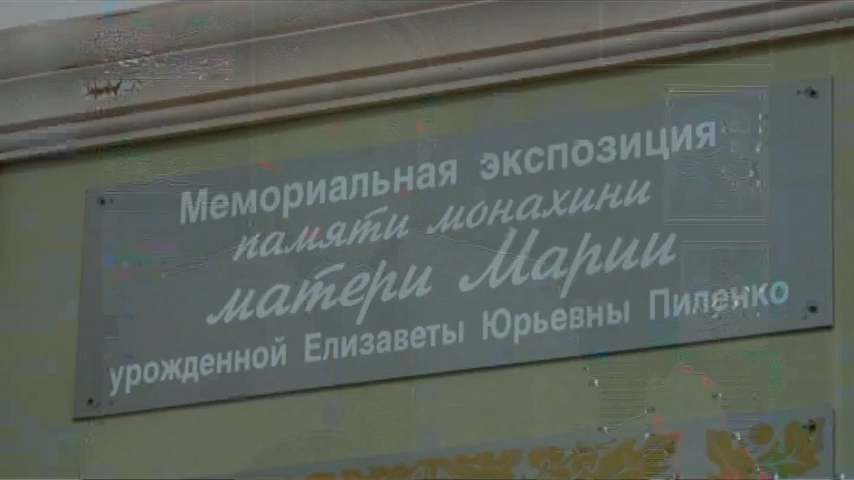 Мемориальная экспозиция
памяти монахини
матери Марии
урожденной Елизаветы Юрьевны Пиленко